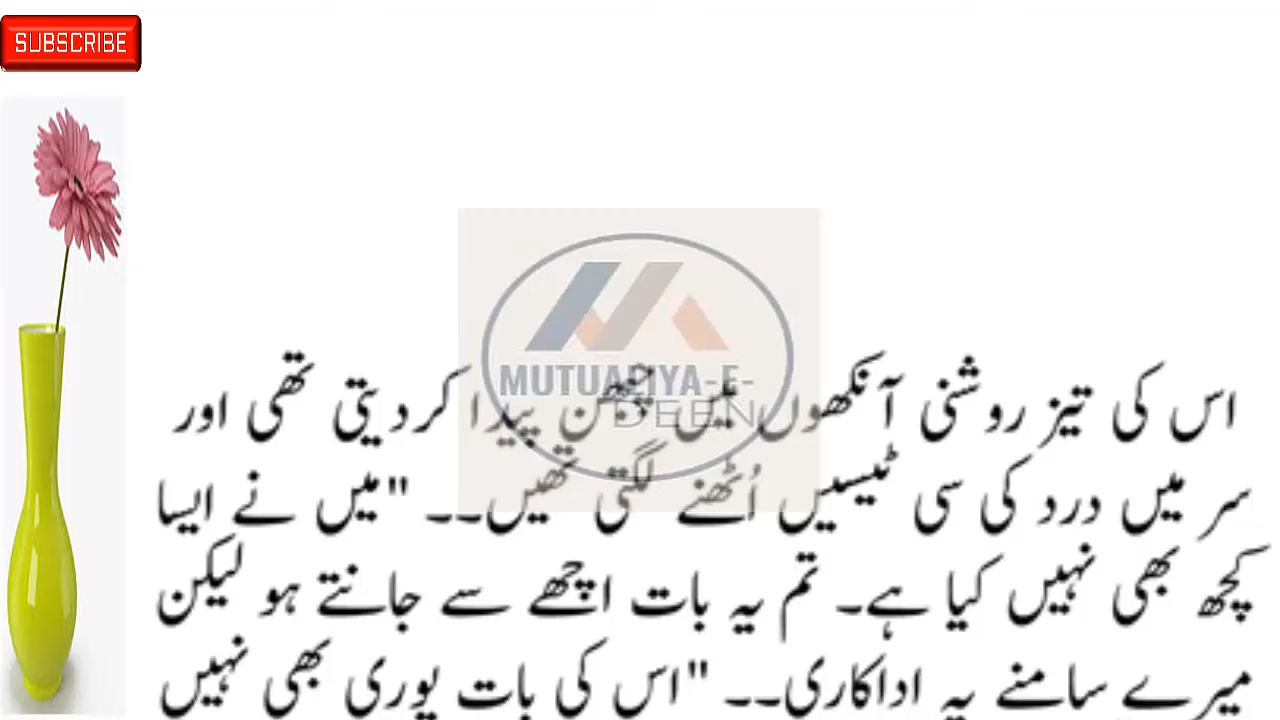 SUBSCRIBE
MUTUALIYA-E-
DEEN
اس کی تیز روشنی آنکھوں میں چبھن پیدا کردیتی تھی اور
سر میں درد کی سی ٹیسیں اُٹھنے لگتی تھیں۔۔ "میں نے ایسا
کچھ بھی نہیں کیا ہے۔ تم یہ بات اچھے سے جانتے ہو لیکن
میرے سامنے یہ اداکاری۔۔ "اس کی بات پوری بھی نہیں